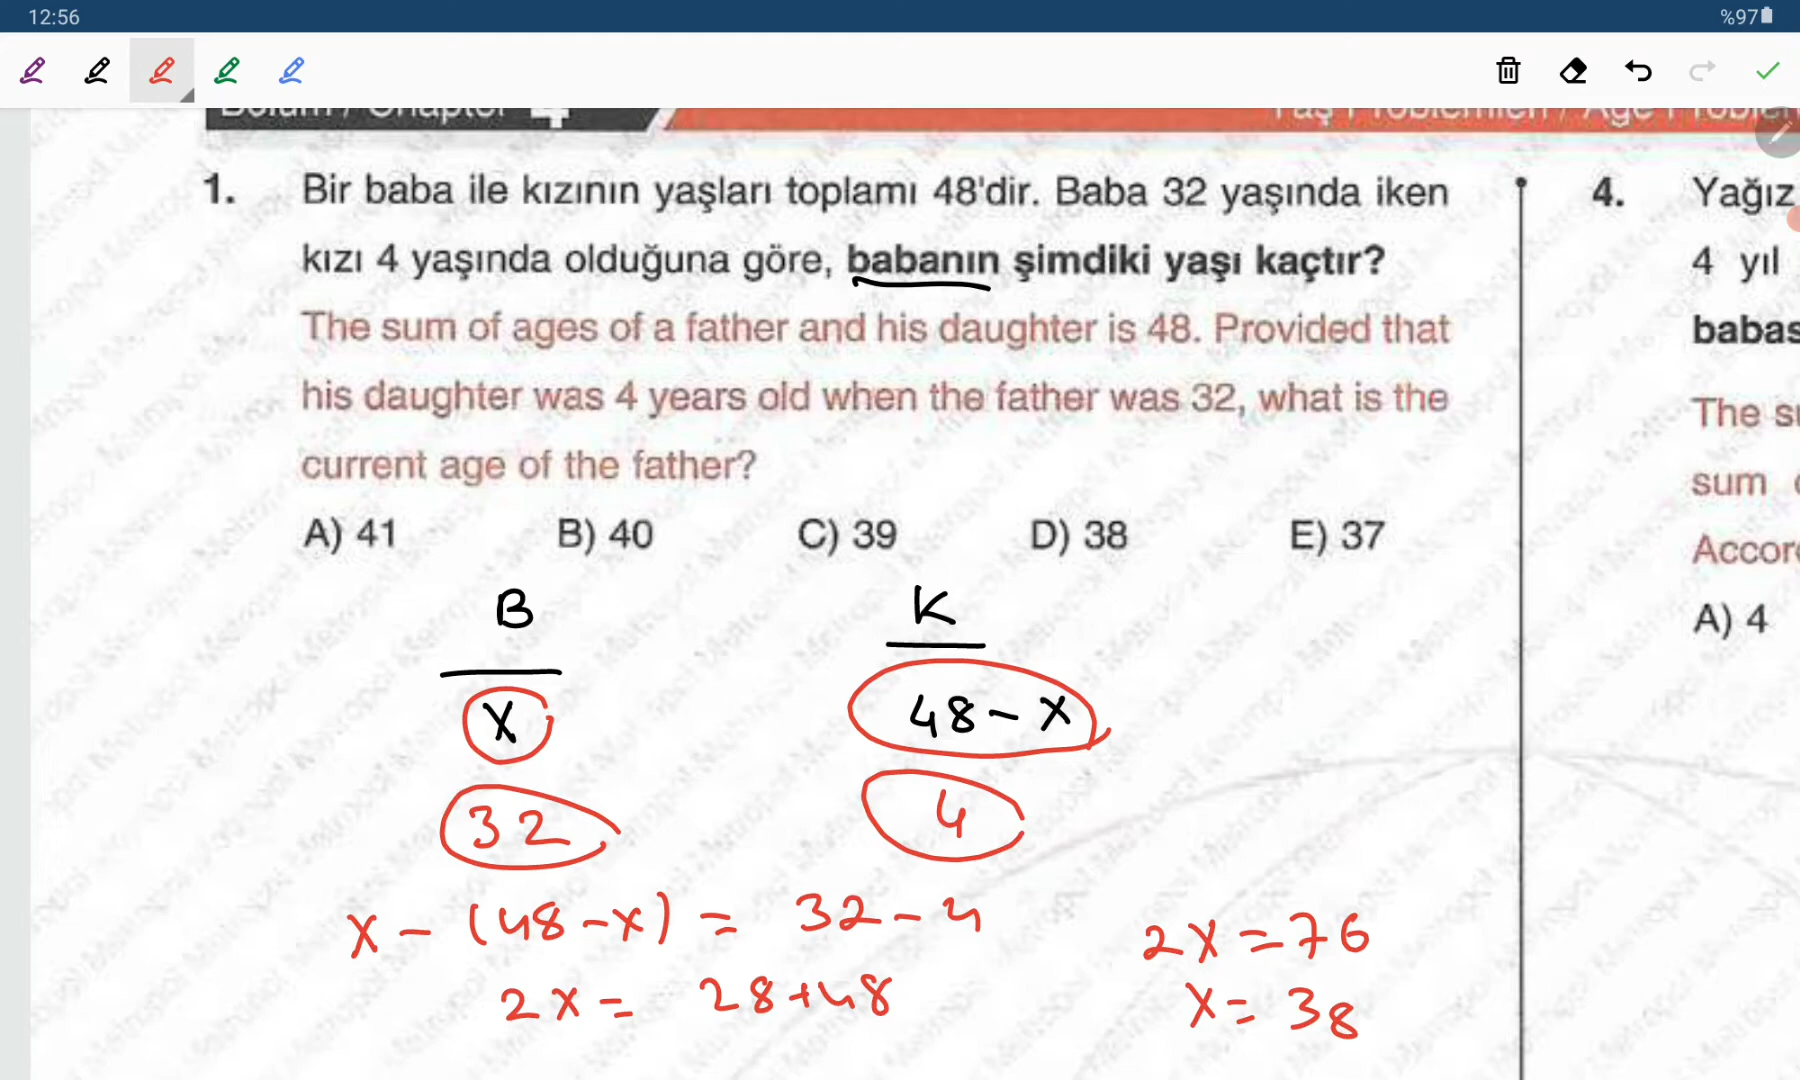 12:56
%97
Bölüm / Chapter 4
Yaş Problemleri / Age Problem
1. Bir baba ile kızının yaşları toplamı 48'dir. Baba 32 yaşında iken
kızı 4 yaşında olduğuna göre, babanın şimdiki yaşı kaçtır?
The sum of ages of a father and his daughter is 48. Provided that
his daughter was 4 years old when the father was 32, what is the
current age of the father?
A) 41 B) 40 C) 39 D) 38 E) 37
B K
X 48 - X
32 4
X - (48 - X) = 32 - 4
2X = 28 + 48
2X = 76
X = 38
4. Yağız
4 yıl
babas
The su
sum
Accor
A) 4